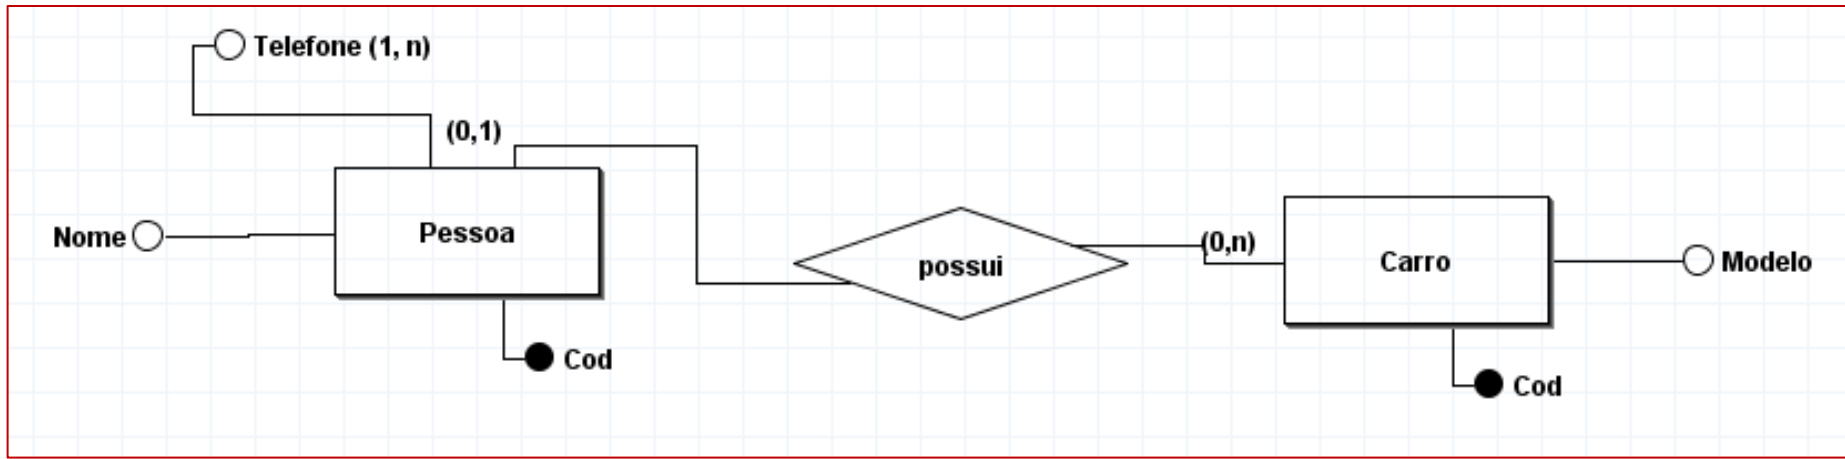 Telefone (1, n)
(0,1)
Nome
Pessoa
Cod
possui
(0,n)
Carro
Modelo
Cod